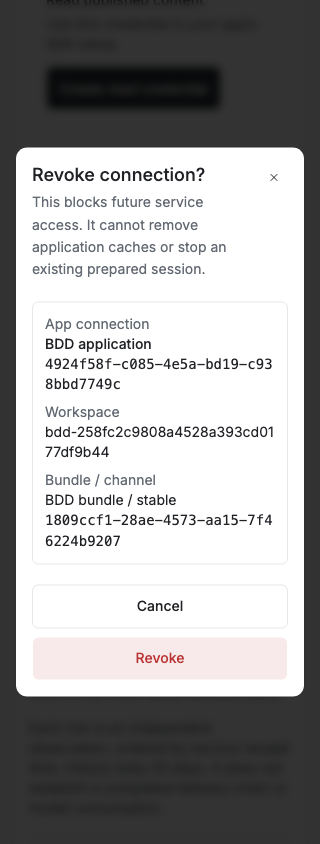 Revoke connection?
×
This blocks future service
access. It cannot remove
application caches or stop an
existing prepared session.
App connection
BDD application
4924f58f-c085-4e5a-bd19-c93
8bbd7749c
Workspace
bdd-258fc2c9808a4528a393cd01
77df9b44
Bundle / channel
BDD bundle / stable
1809ccf1-28ae-4573-aa15-7f4
6224b9207
Cancel
Revoke